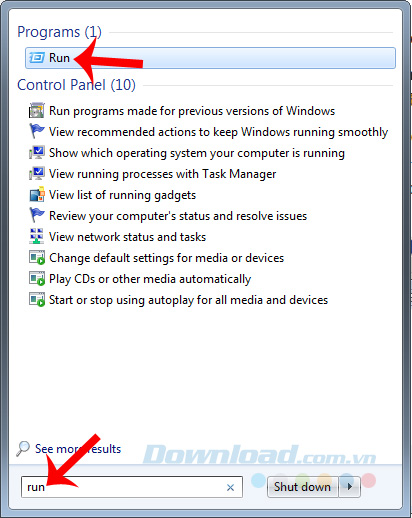 Programs (1)
Run
Control Panel (10)
Run programs made for previous versions of Windows
View recommended actions to keep Windows running smoothly
Show which operating system your computer is running
View running processes with Task Manager
View list of running gadgets
Review your computer's status and resolve issues
View network status and tasks
Change default settings for media or devices
Play CDs or other media automatically
Start or stop using autoplay for all media and devices
See more results
Download.com.vn
run
Shut down